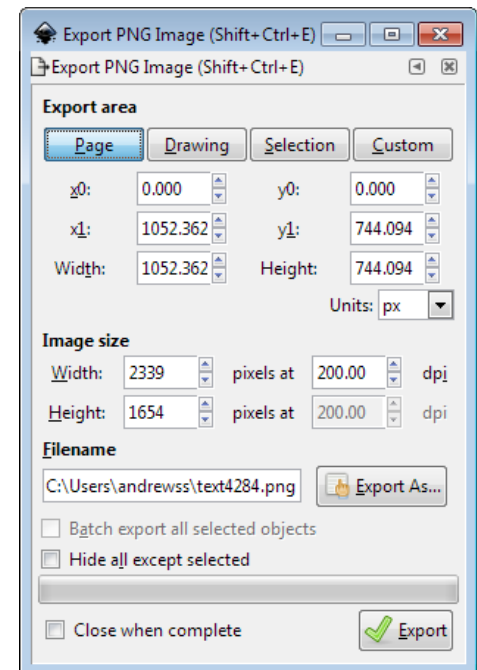 Export PNG Image (Shift+Ctrl+E)
Export PNG Image (Shift+Ctrl+E)
Export area
Page Drawing Selection Custom
x0: 0.000 y0: 0.000
x1: 1052.362 y1: 744.094
Width: 1052.362 Height: 744.094
Units: px
Image size
Width: 2339 pixels at 200.00 dpi
Height: 1654 pixels at 200.00 dpi
Filename
C:\Users\andrewss\text4284.png Export As...
Batch export all selected objects
Hide all except selected
Close when complete Export